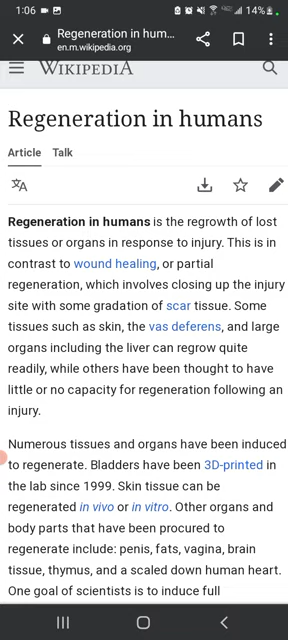 1:06
14%
Regeneration in hum...
en.m.wikipedia.org
WIKIPEDIA
Regeneration in humans
Article Talk
Regeneration in humans is the regrowth of lost
tissues or organs in response to injury. This is in
contrast to wound healing, or partial
regeneration, which involves closing up the injury
site with some gradation of scar tissue. Some
tissues such as skin, the vas deferens, and large
organs including the liver can regrow quite
readily, while others have been thought to have
little or no capacity for regeneration following an
injury.
Numerous tissues and organs have been induced
to regenerate. Bladders have been 3D-printed in
the lab since 1999. Skin tissue can be
regenerated in vivo or in vitro. Other organs and
body parts that have been procured to
regenerate include: penis, fats, vagina, brain
tissue, thymus, and a scaled down human heart.
One goal of scientists is to induce full